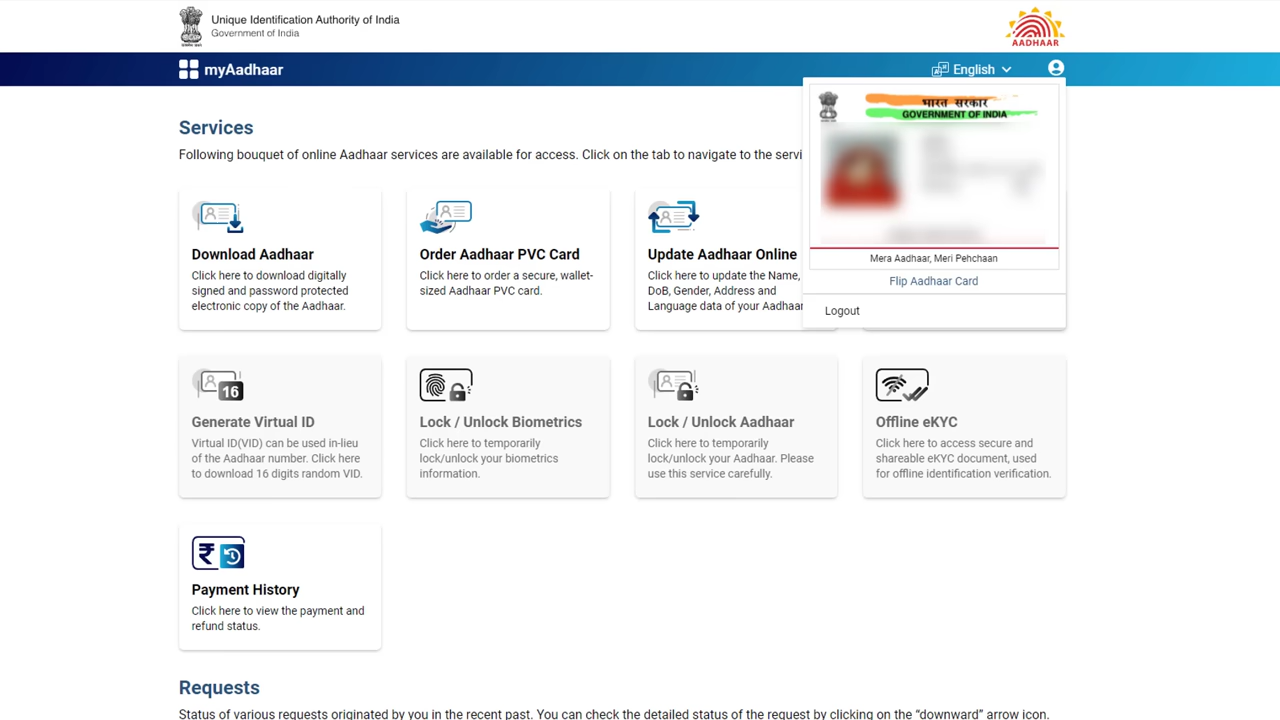 Unique Identification Authority of India
Government of India
AADHAAR
myAadhaar
English
भारत सरकार
GOVERNMENT OF INDIA
Mera Aadhaar, Meri Pehchaan
Flip Aadhaar Card
Logout
Services
Following bouquet of online Aadhaar services are available for access. Click on the tab to navigate to the servi
Download Aadhaar
Click here to download digitally
signed and password protected
electronic copy of the Aadhaar.
Order Aadhaar PVC Card
Click here to order a secure, wallet-
sized Aadhaar PVC card.
Update Aadhaar Online
Click here to update the Name,
DoB, Gender, Address and
Language data of your Aadhaar
16
Generate Virtual ID
Virtual ID(VID) can be used in-lieu
of the Aadhaar number. Click here
to download 16 digits random VID.
Lock / Unlock Biometrics
Click here to temporarily
lock/unlock your biometrics
information.
Lock / Unlock Aadhaar
Click here to temporarily
lock/unlock your Aadhaar. Please
use this service carefully.
Offline eKYC
Click here to access secure and
shareable eKYC document, used
for offline identification verification.
₹
Payment History
Click here to view the payment and
refund status.
Requests
Status of various requests originated by you in the recent past. You can check the detailed status of the request by clicking on the “downward” arrow icon.